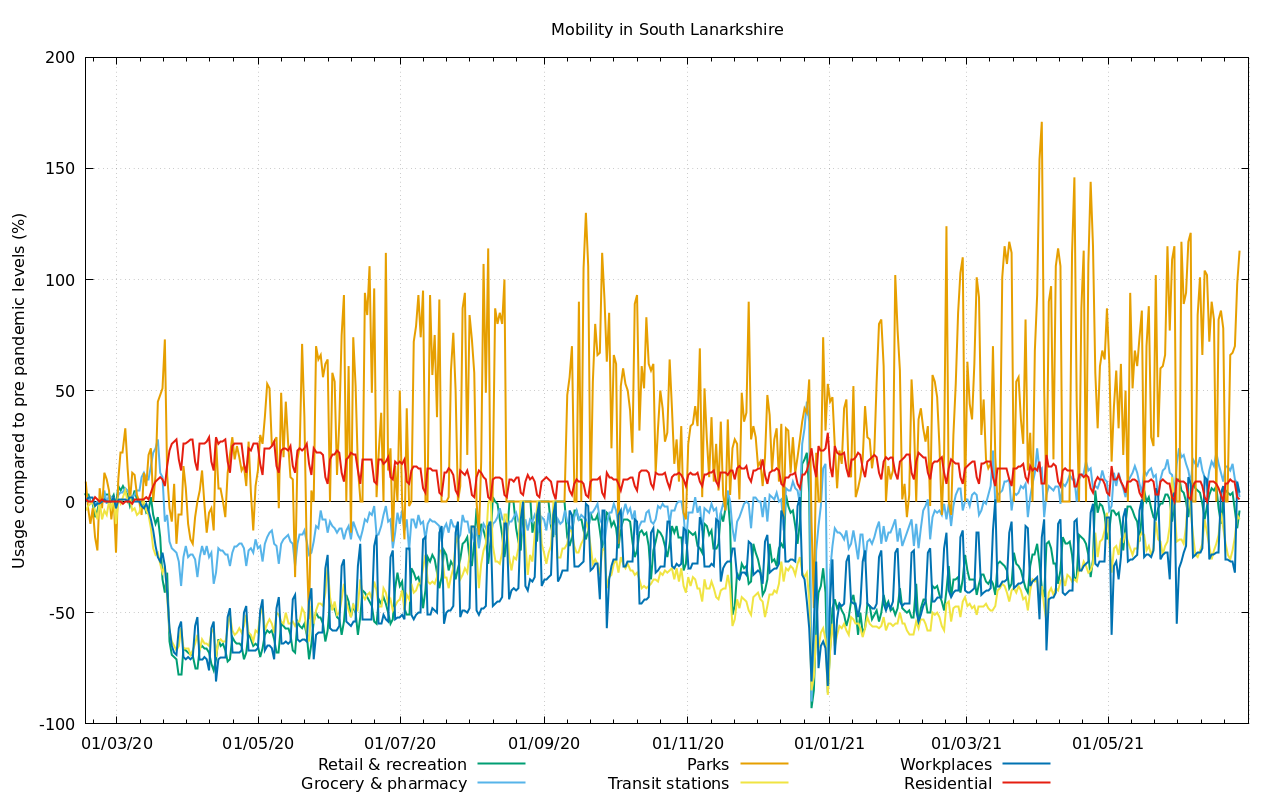 Mobility in South Lanarkshire
Usage compared to pre pandemic levels (%)
200
150
100
50
0
-50
-100
01/03/20 01/05/20 01/07/20 01/09/20 01/11/20 01/01/21 01/03/21 01/05/21
Retail & recreation Parks Workplaces
Grocery & pharmacy Transit stations Residential